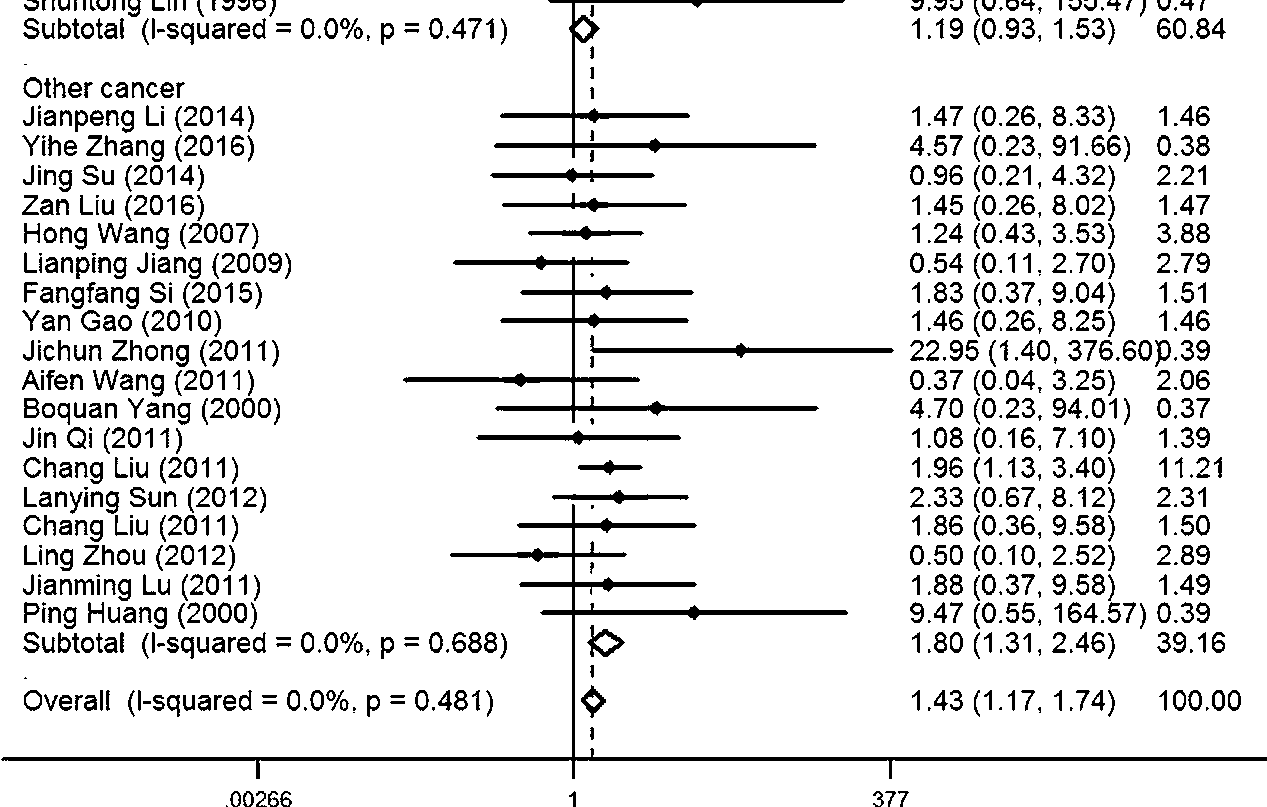 Shuntong Lin (1996) 9.95 (0.64, 155.47) 0.47
Subtotal (I-squared = 0.0%, p = 0.471) 1.19 (0.93, 1.53) 60.84
.
Other cancer
Jianpeng Li (2014) 1.47 (0.26, 8.33) 1.46
Yihe Zhang (2016) 4.57 (0.23, 91.66) 0.38
Jing Su (2014) 0.96 (0.21, 4.32) 2.21
Zan Liu (2016) 1.45 (0.26, 8.02) 1.47
Hong Wang (2007) 1.24 (0.43, 3.53) 3.88
Lianping Jiang (2009) 0.54 (0.11, 2.70) 2.79
Fangfang Si (2015) 1.83 (0.37, 9.04) 1.51
Yan Gao (2010) 1.46 (0.26, 8.25) 1.46
Jichun Zhong (2011) 22.95 (1.40, 376.60) 0.39
Aifen Wang (2011) 0.37 (0.04, 3.25) 2.06
Boquan Yang (2000) 4.70 (0.23, 94.01) 0.37
Jin Qi (2011) 1.08 (0.16, 7.10) 1.39
Chang Liu (2011) 1.96 (1.13, 3.40) 11.21
Lanying Sun (2012) 2.33 (0.67, 8.12) 2.31
Chang Liu (2011) 1.86 (0.36, 9.58) 1.50
Ling Zhou (2012) 0.50 (0.10, 2.52) 2.89
Jianming Lu (2011) 1.88 (0.37, 9.58) 1.49
Ping Huang (2000) 9.47 (0.55, 164.57) 0.39
Subtotal (I-squared = 0.0%, p = 0.688) 1.80 (1.31, 2.46) 39.16
.
Overall (I-squared = 0.0%, p = 0.481) 1.43 (1.17, 1.74) 100.00
.00266 1 377